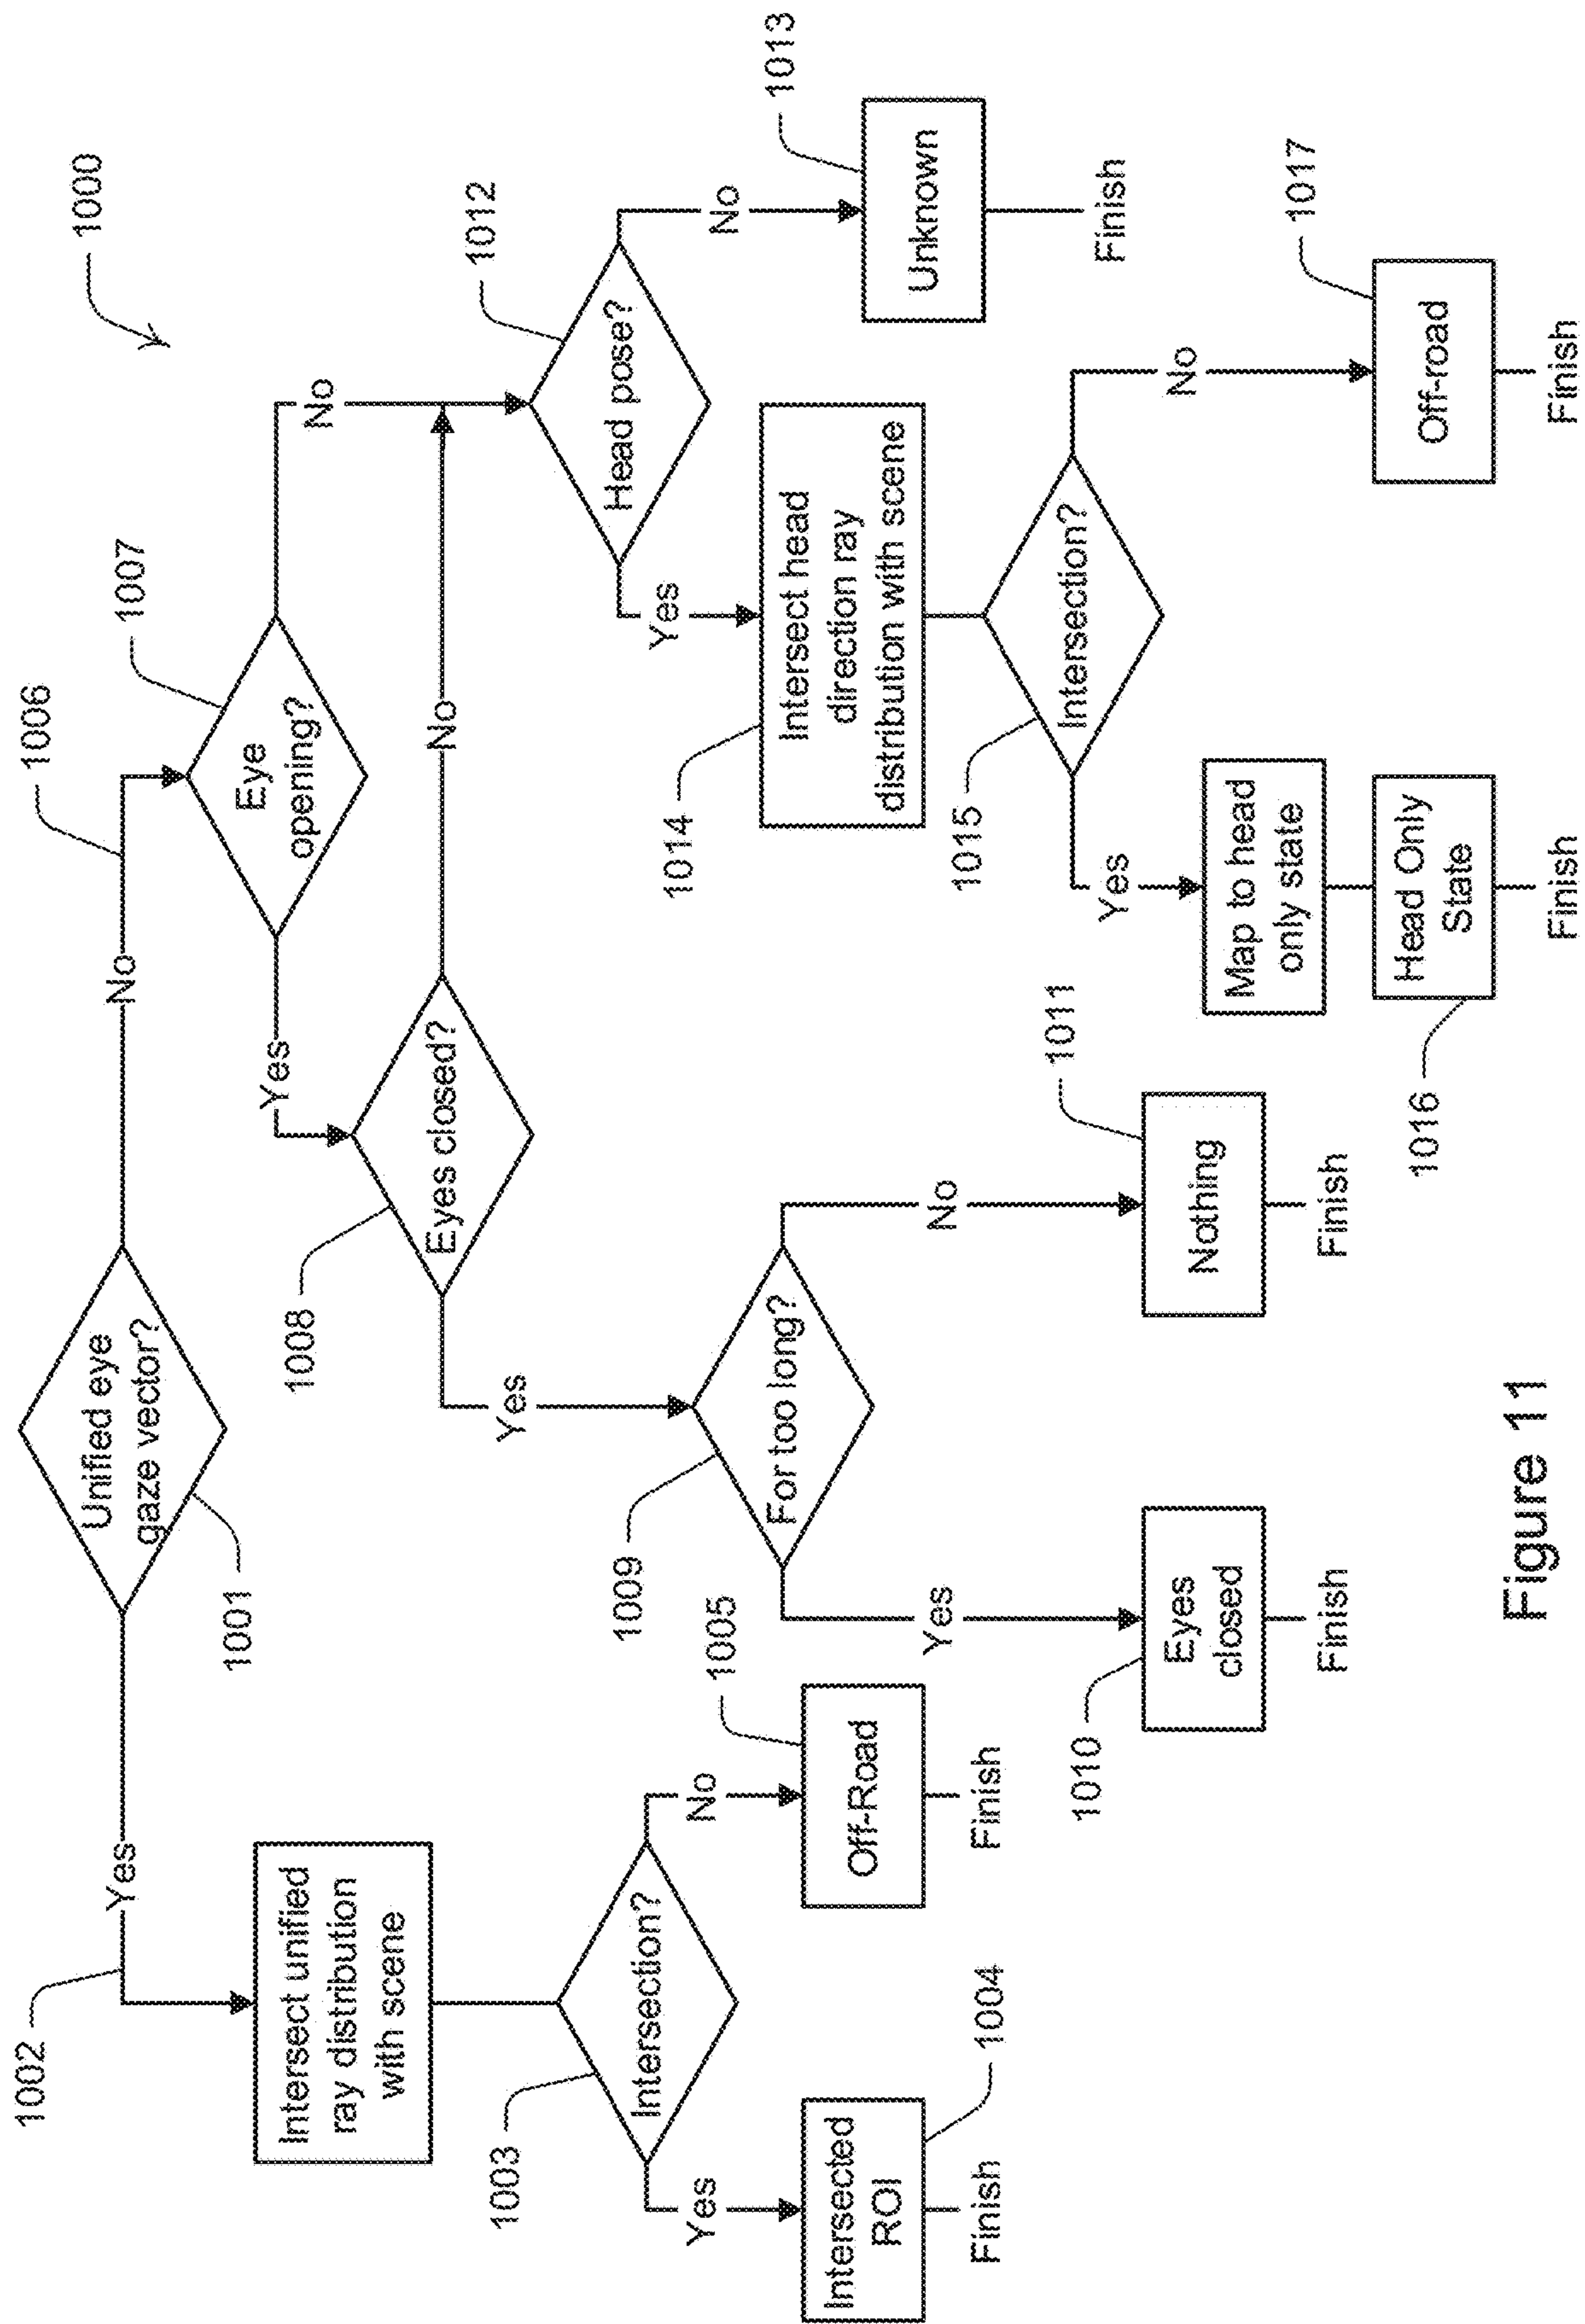 1000
Unified eye
gaze vector?
1001
Yes
1002
No
1006
Intersect unified
ray distribution
with scene
Intersection?
1003
Yes
No
Intersected
ROI
1004
Finish
Off-Road
1005
Finish
Eye
opening?
1007
Yes
No
Eyes closed?
1008
No
Yes
For too long?
1009
Yes
No
Eyes
closed
1010
Finish
Nothing
1011
Finish
Head pose?
1012
Yes
No
Unknown
1013
Finish
Intersect head
direction ray
distribution with scene
1014
Intersection?
1015
Yes
No
Map to head
only state
Head Only
State
1016
Finish
Off-road
1017
Finish
Figure 11